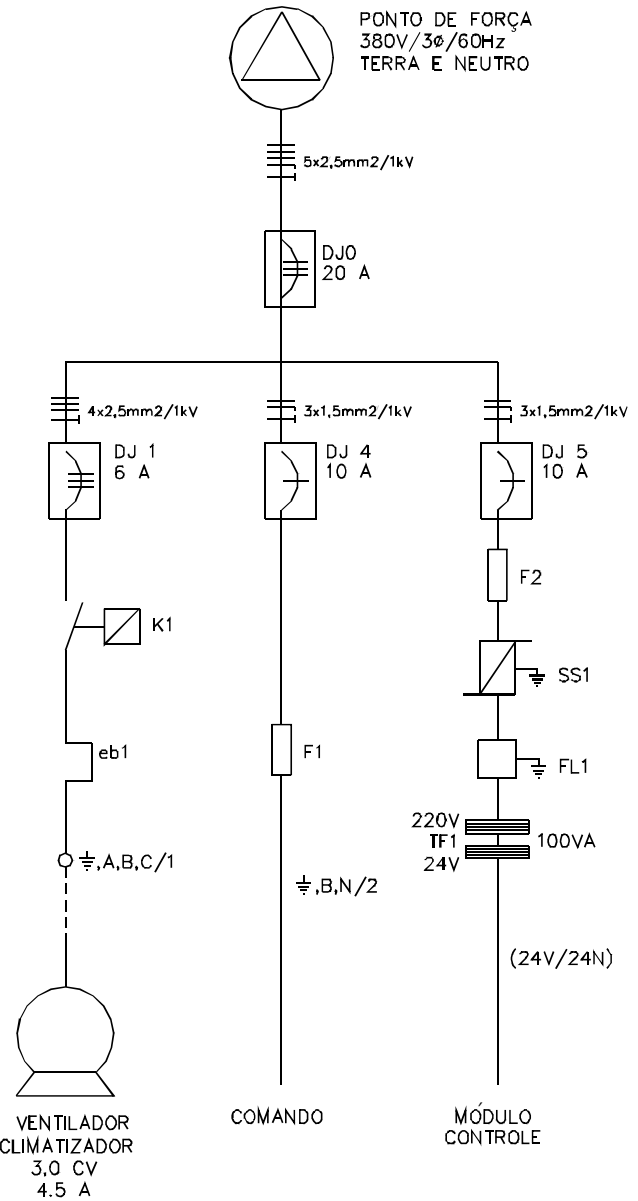 PONTO DE FORÇA
380V/3ø/60Hz
TERRA E NEUTRO
5x2,5mm2/1kV
DJ0
20 A
4x2,5mm2/1kV
3x1,5mm2/1kV
3x1,5mm2/1kV
DJ 1
6 A
DJ 4
10 A
DJ 5
10 A
F2
K1
SS1
eb1
F1
FL1
220V
TF1
24V
100VA
,A,B,C/1
,B,N/2
(24V/24N)
VENTILADOR
CLIMATIZADOR
3,0 CV
4.5 A
COMANDO
MÓDULO
CONTROLE